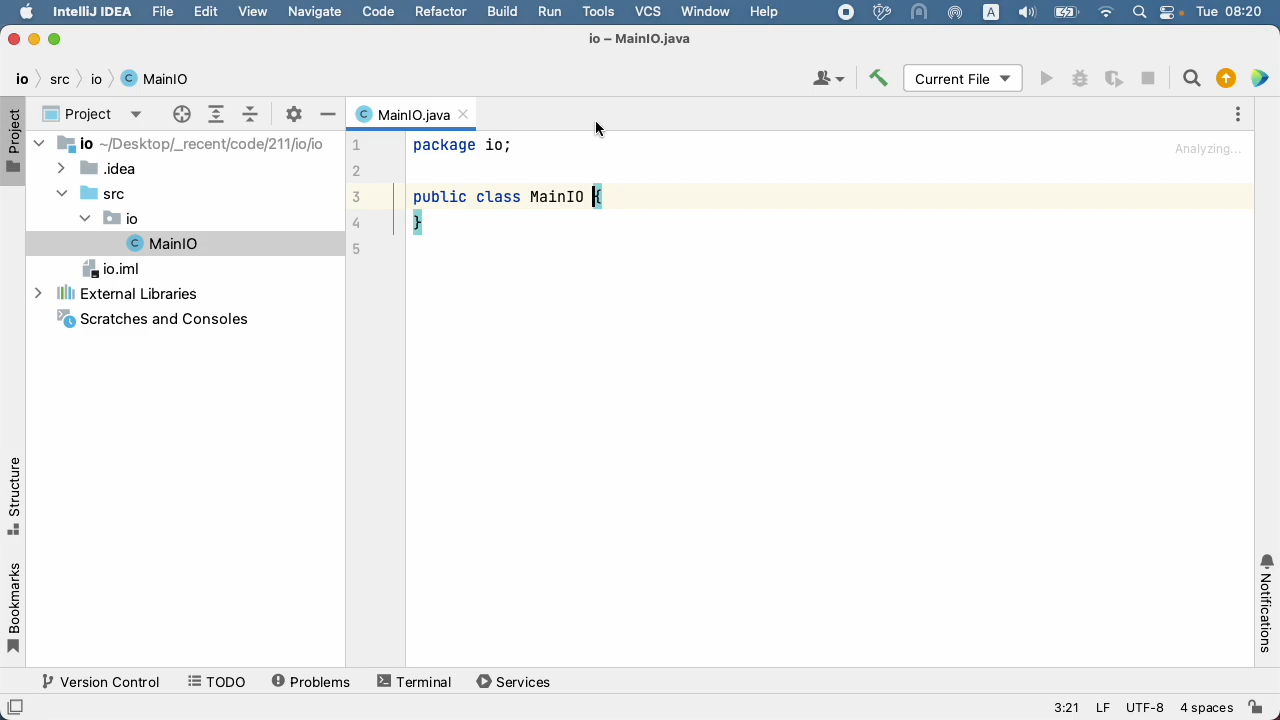 IntelliJ IDEA File Edit View Navigate Code Refactor Build Run Tools VCS Window Help A Tue 08:20
io – MainIO.java
io src io C MainIO Current File
Project Project C MainIO.java
io ~/Desktop/_recent/code/211/io/io
.idea
src
io
C MainIO
io.iml
External Libraries
Scratches and Consoles
1 package io; Analyzing...
2
3 public class MainIO {
4 }
5
Structure
Bookmarks
Notifications
Version Control TODO Problems Terminal Services
3:21 LF UTF-8 4 spaces